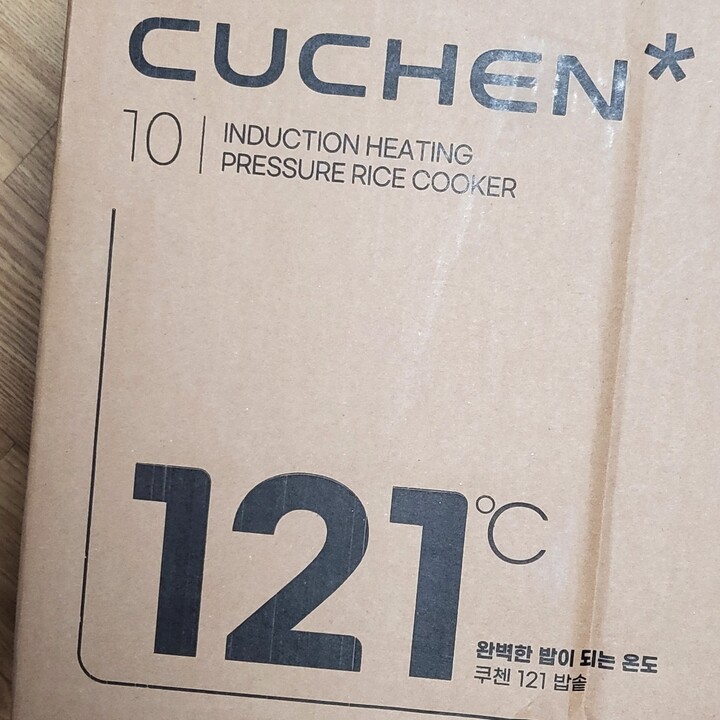 CUCHEN*
10 | INDUCTION HEATING
PRESSURE RICE COOKER
121℃
완벽한 밥이 되는 온도
쿠첸 121 밥솥